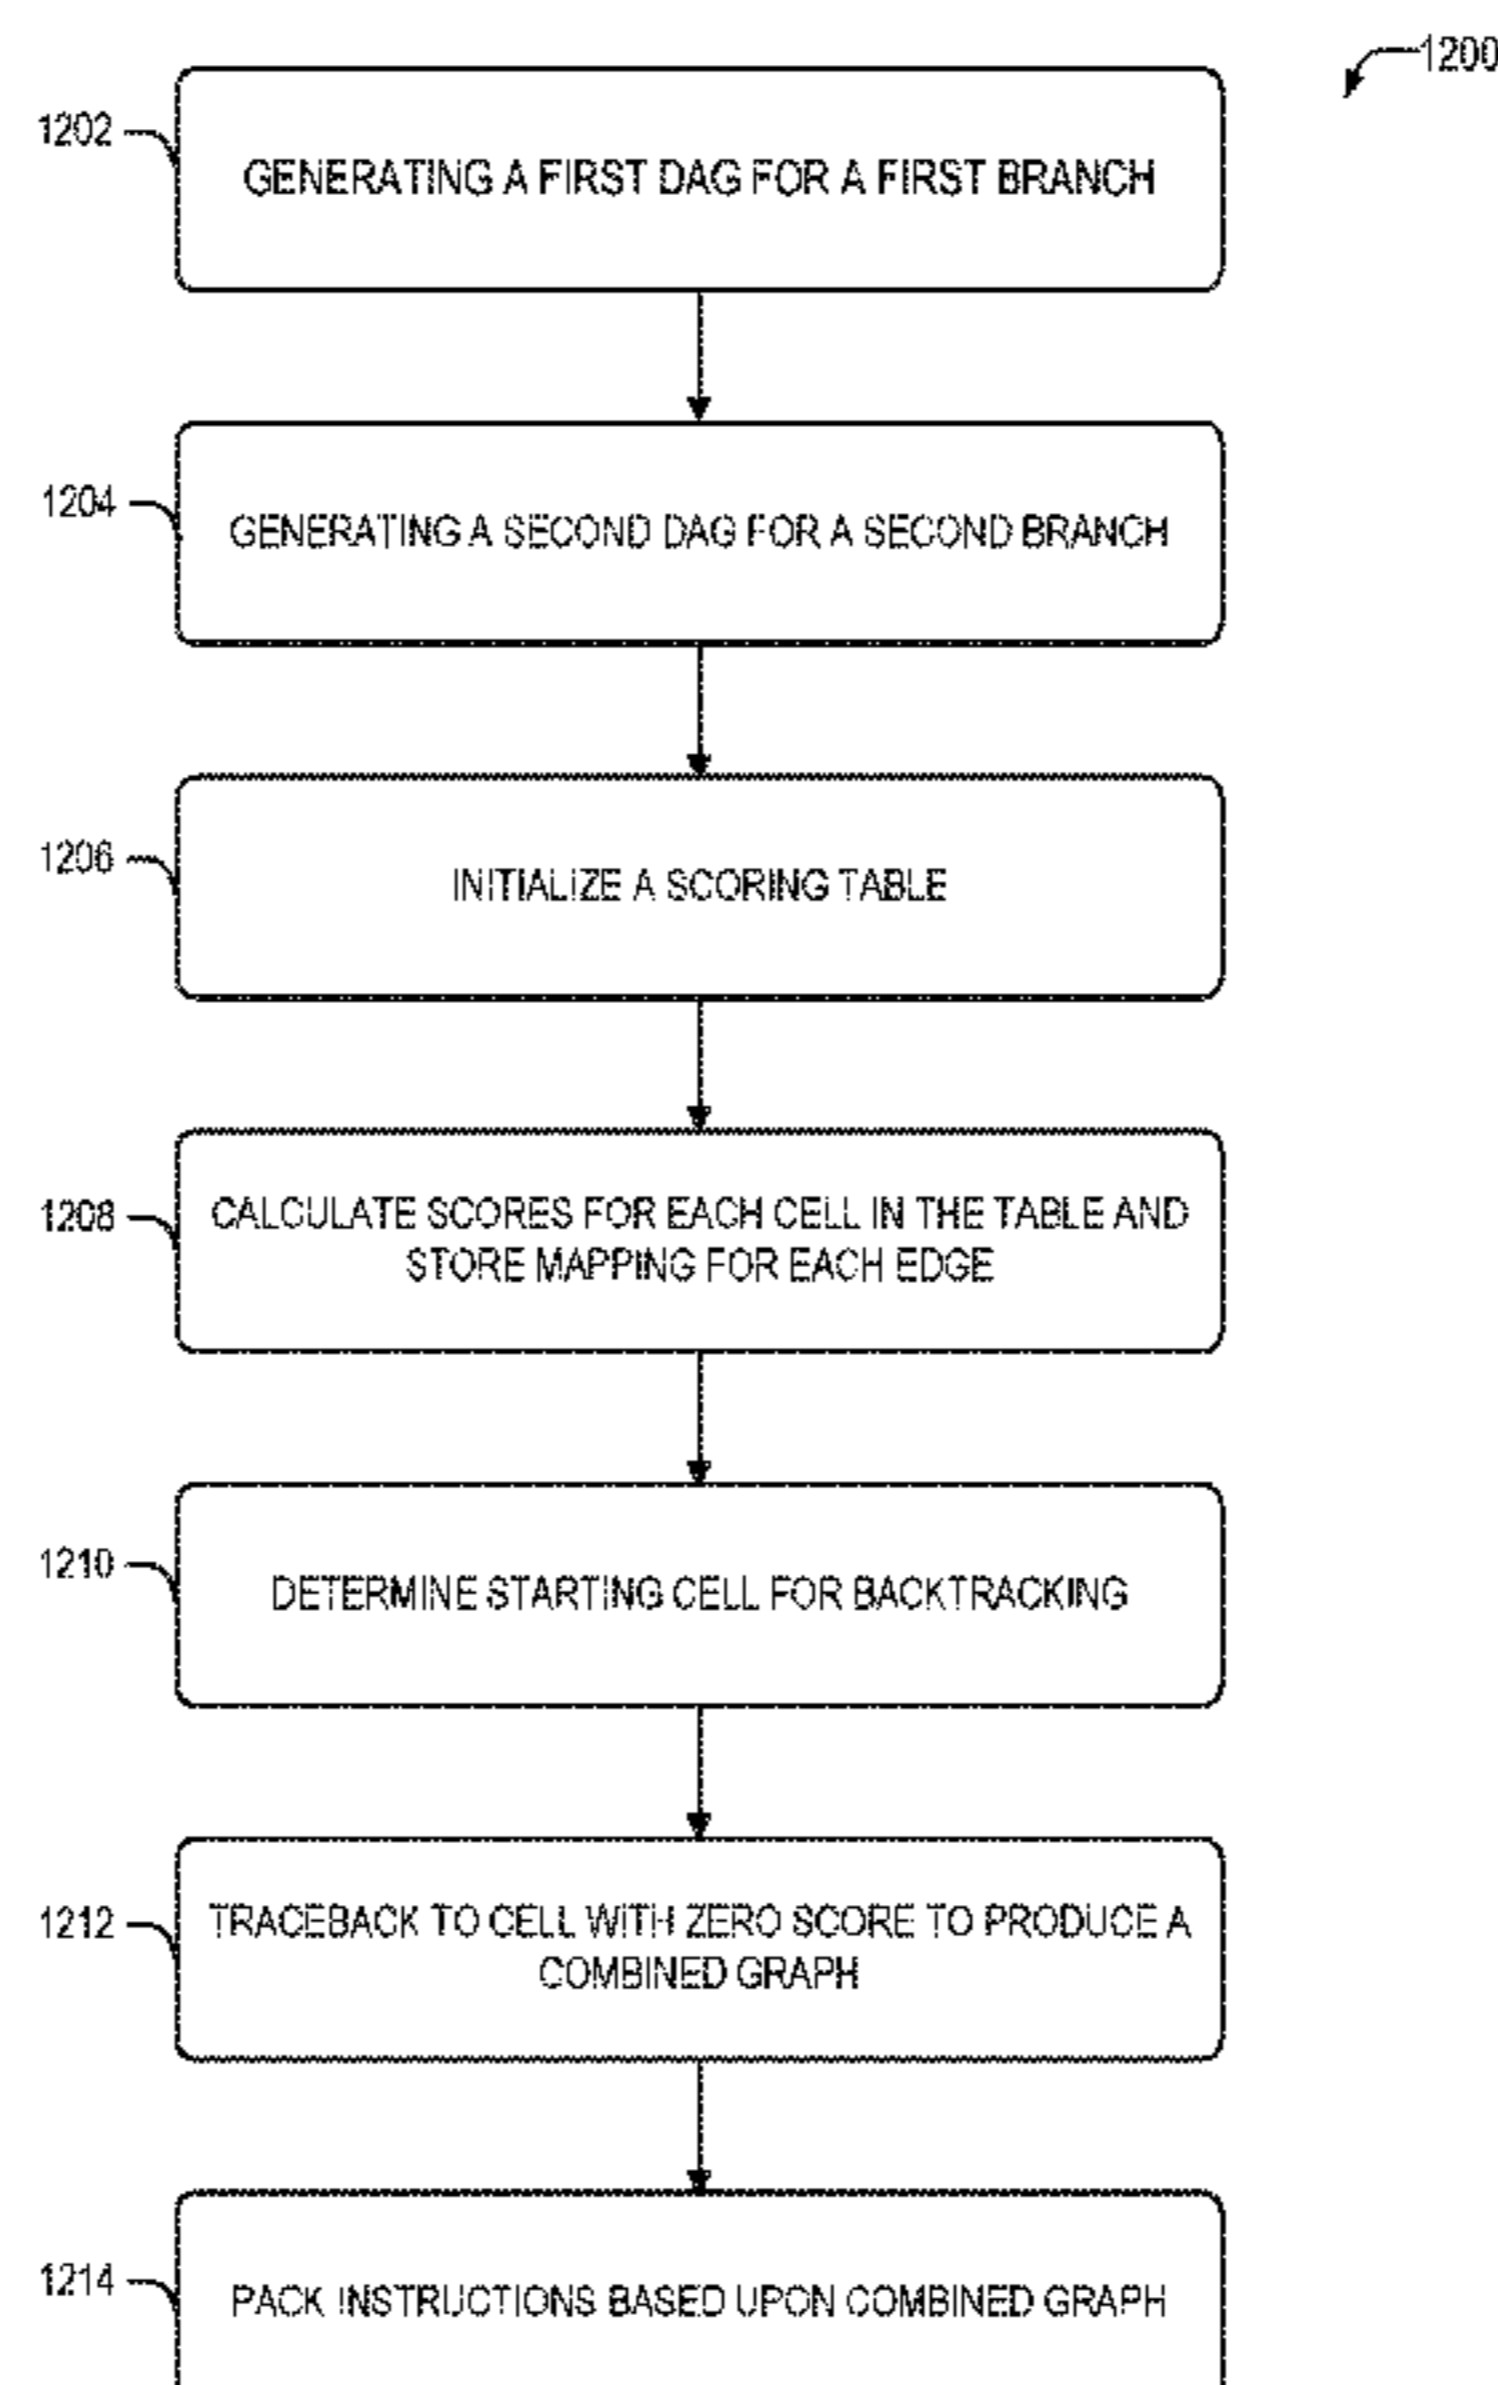 1200
1202
GENERATING A FIRST DAG FOR A FIRST BRANCH
1204
GENERATING A SECOND DAG FOR A SECOND BRANCH
1206
INITIALIZE A SCORING TABLE
1208
CALCULATE SCORES FOR EACH CELL IN THE TABLE AND
STORE MAPPING FOR EACH EDGE
1210
DETERMINE STARTING CELL FOR BACKTRACKING
1212
TRACEBACK TO CELL WITH ZERO SCORE TO PRODUCE A
COMBINED GRAPH
1214
PACK INSTRUCTIONS BASED UPON COMBINED GRAPH